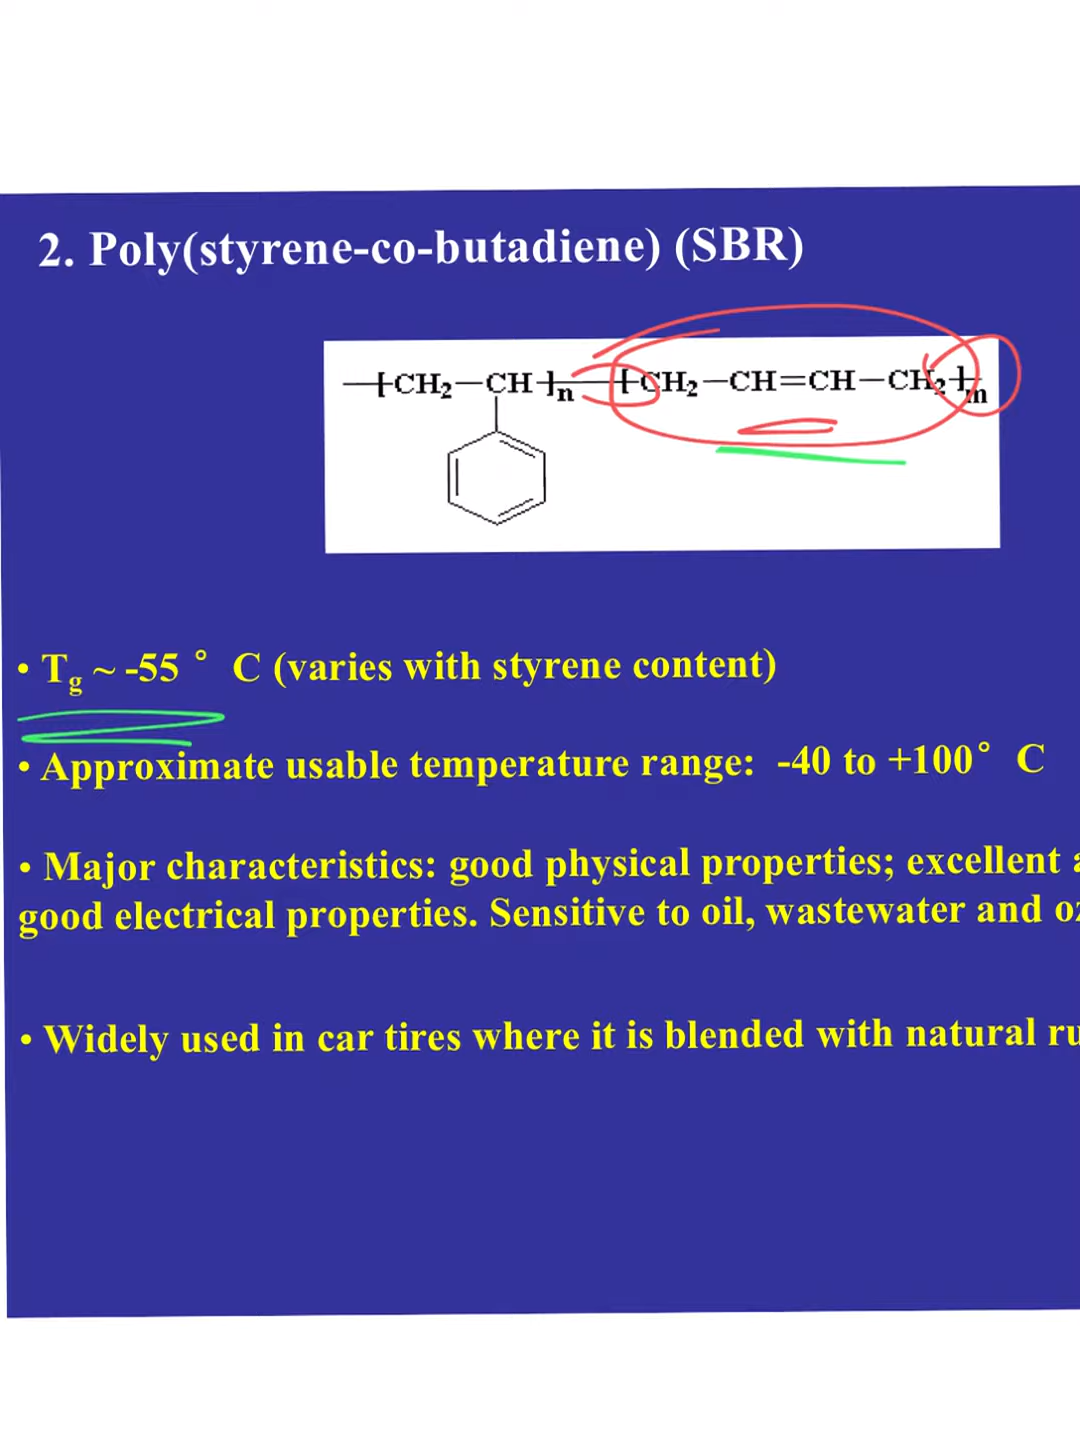 2. Poly(styrene-co-butadiene) (SBR)
-[-CH2-CH-]-n -[-CH2-CH=CH-CH2-]-m
• Tg ~ -55 ° C (varies with styrene content)
• Approximate usable temperature range: -40 to +100° C
• Major characteristics: good physical properties; excellent
good electrical properties. Sensitive to oil, wastewater and
• Widely used in car tires where it is blended with natural